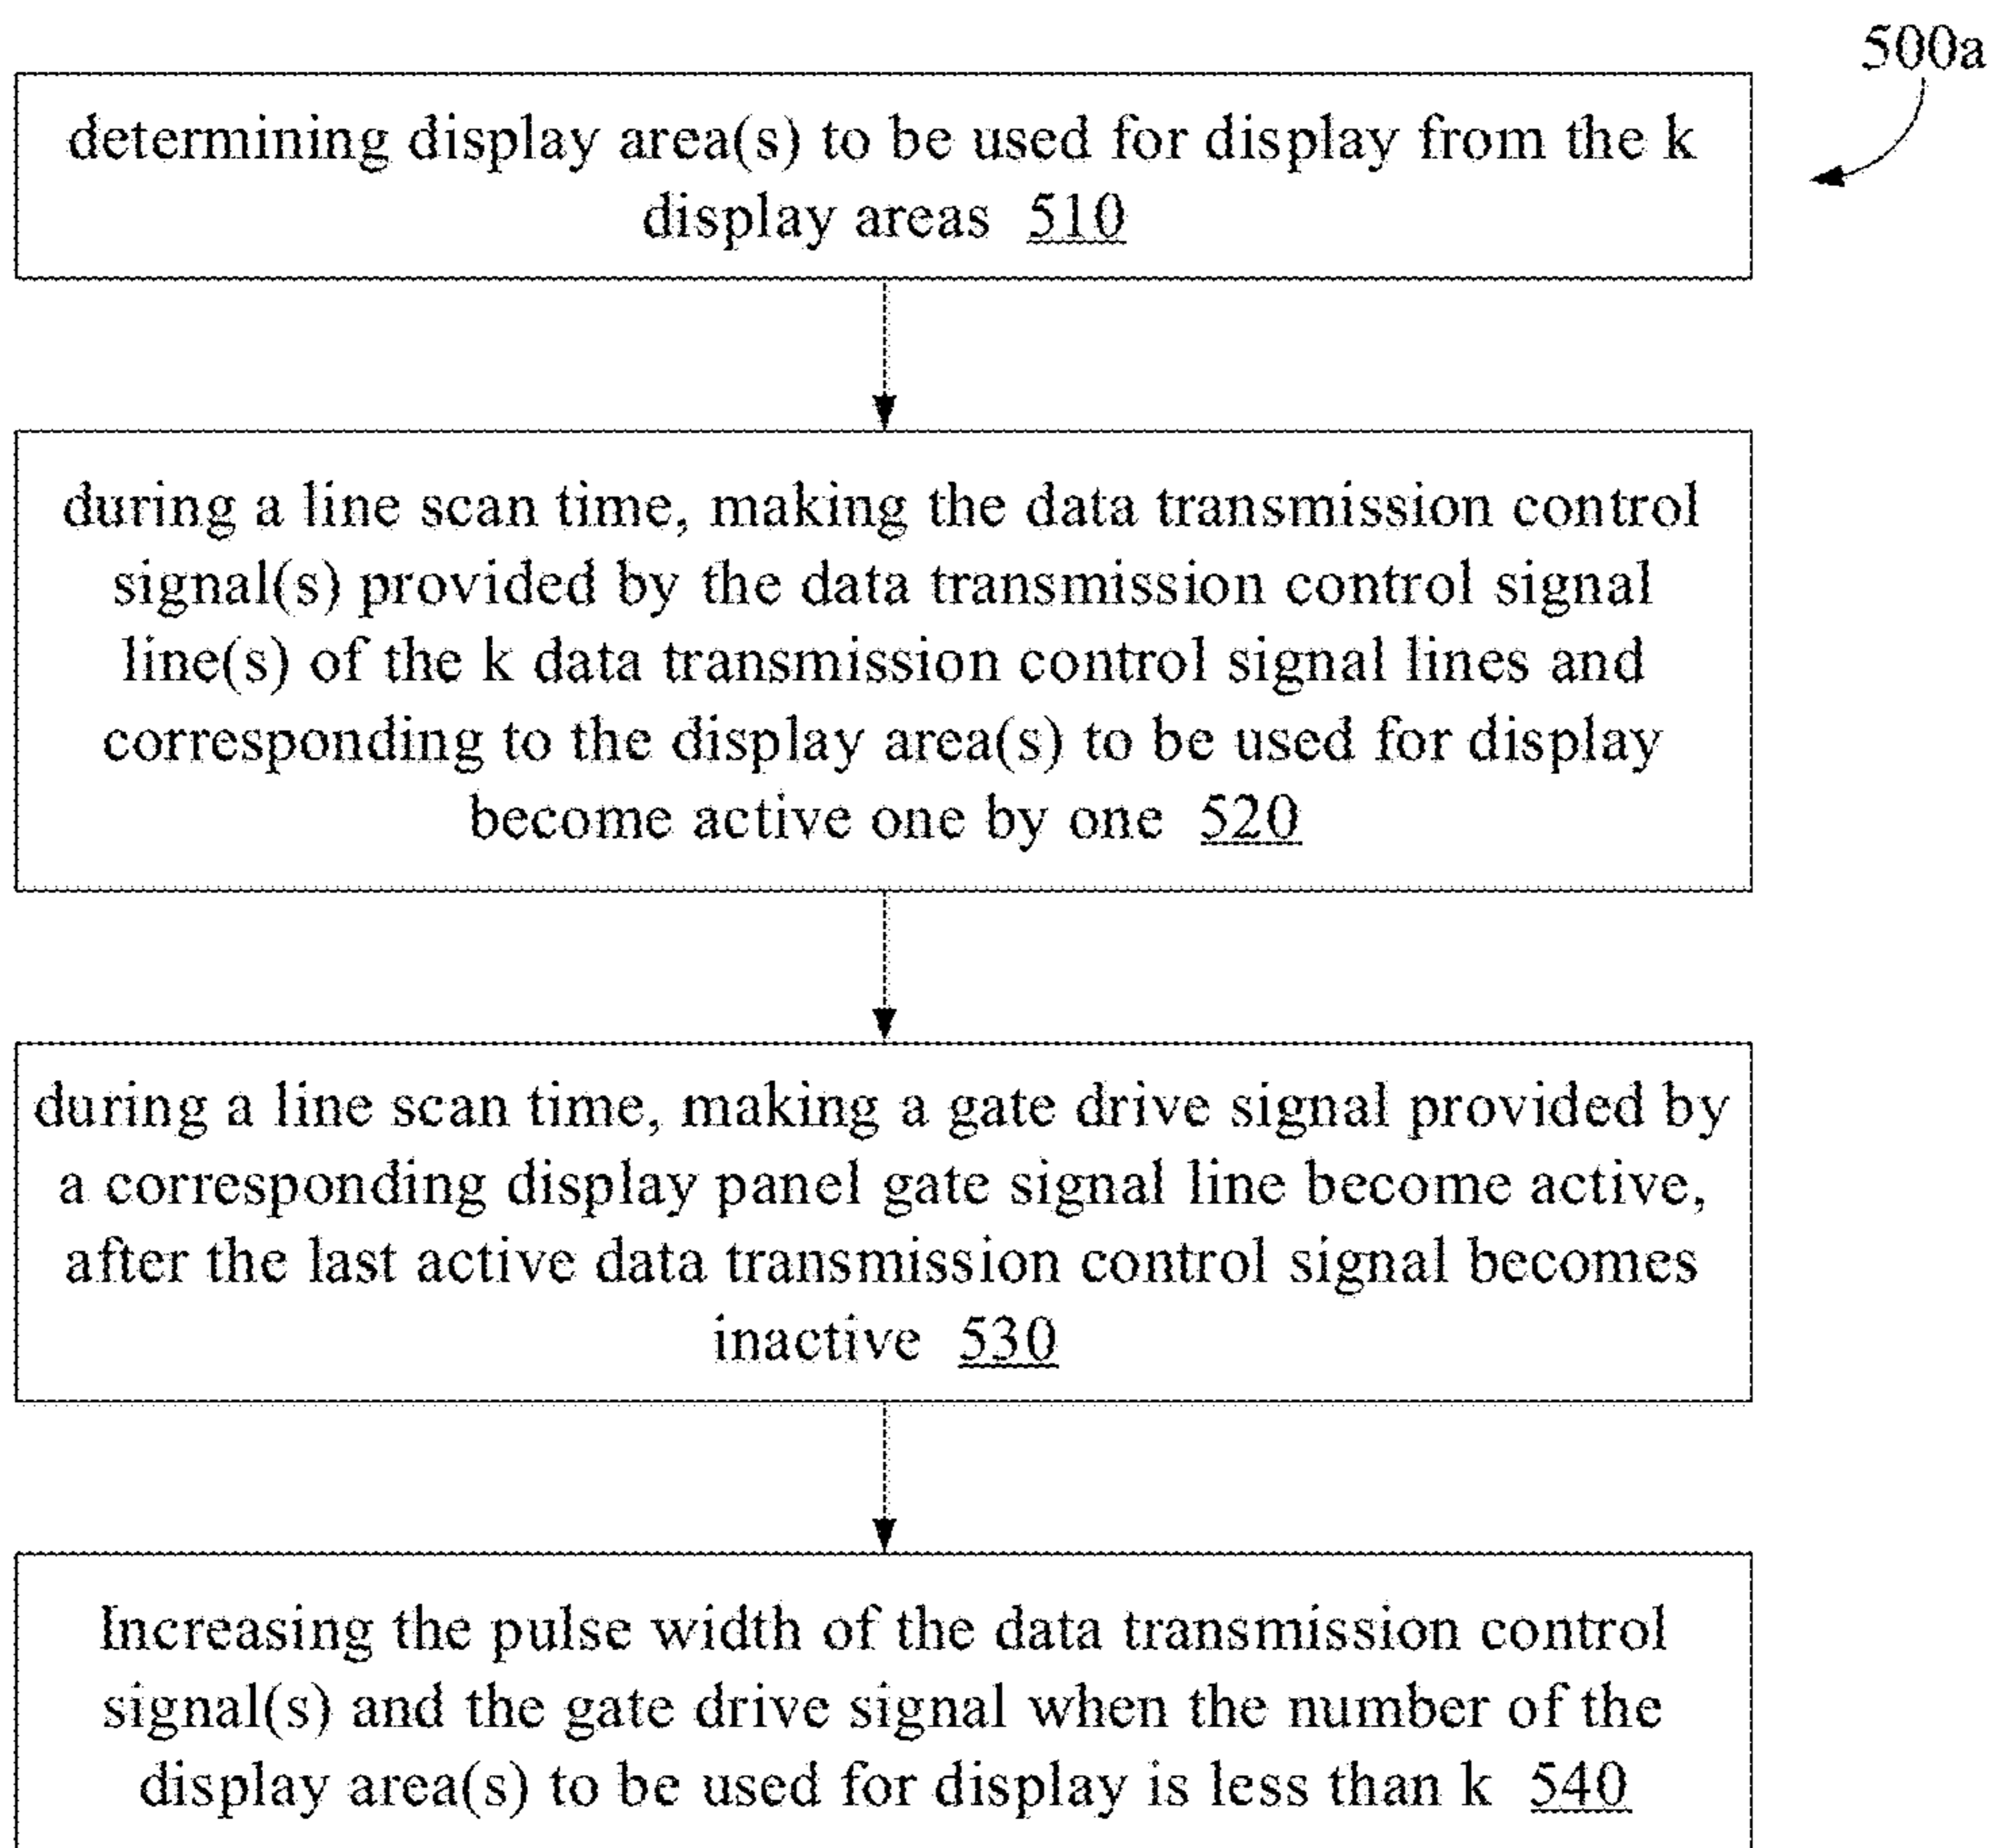 500a
determining display area(s) to be used for display from the k
display areas 510
during a line scan time, making the data transmission control
signal(s) provided by the data transmission control signal
line(s) of the k data transmission control signal lines and
corresponding to the display area(s) to be used for display
become active one by one 520
during a line scan time, making a gate drive signal provided by
a corresponding display panel gate signal line become active,
after the last active data transmission control signal becomes
inactive 530
Increasing the pulse width of the data transmission control
signal(s) and the gate drive signal when the number of the
display area(s) to be used for display is less than k 540